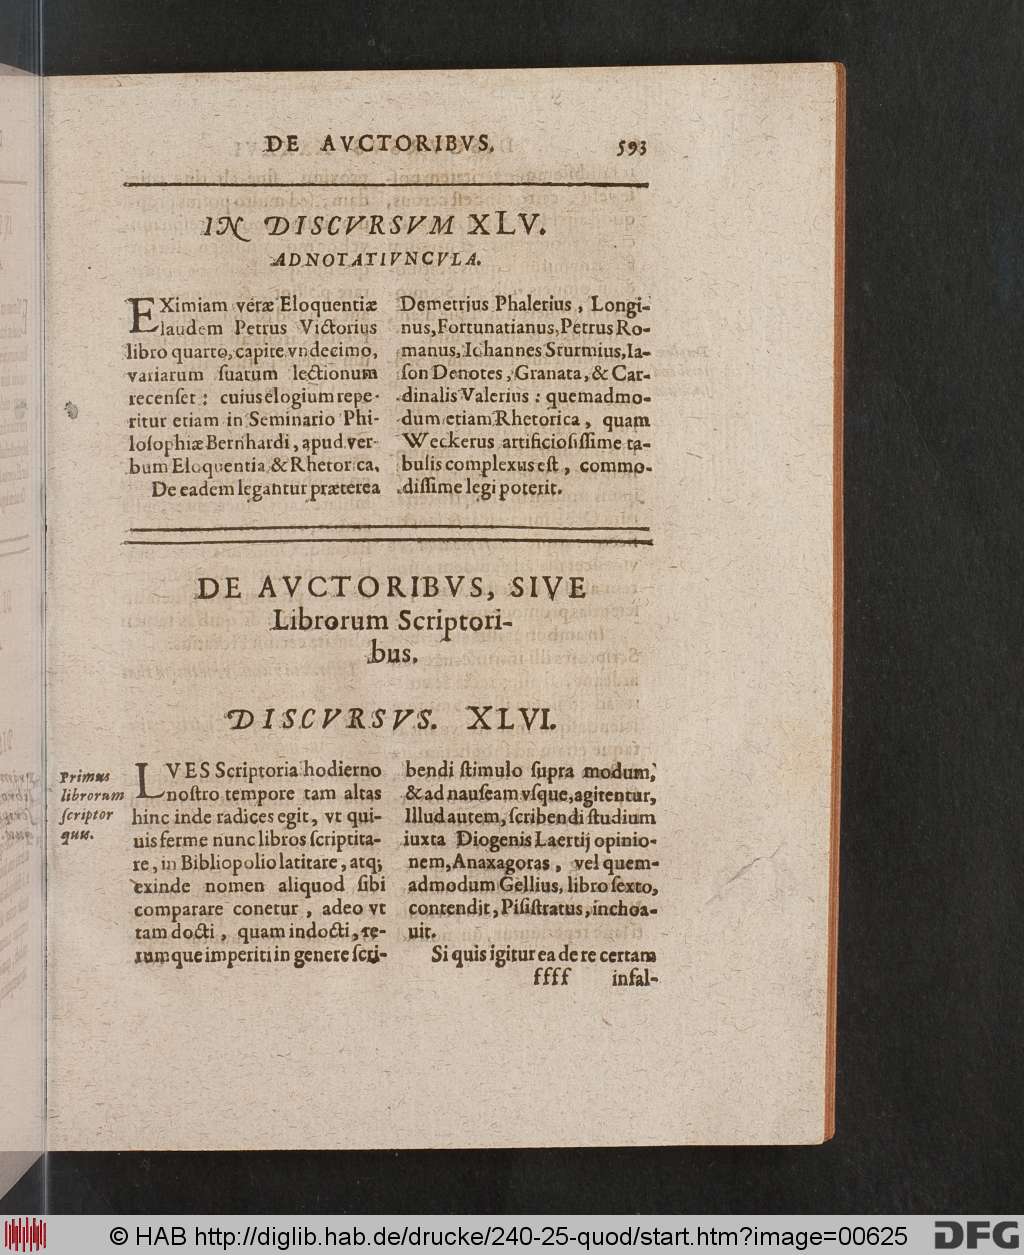 DE AVCTORIBVS. 593
IN DISCVRSVM XLV.
ADNOTATIVNCVLA.
EXimiam veræ Eloquentiæ
laudem Petrus Victorius
libro quarto, capite vndecimo,
variarum suarum lectionum
recenset: cuius elogium repe-
ritur etiam in Seminario Phi-
losophiæ Bernhardi, apud ver-
bum Eloquentia & Rhetorica.
De eadem legantur præterea
Demetrius Phalerius, Longi-
nus, Fortunatianus, Petrus Ro-
manus, Iohannes Sturmius, Ia-
son Denotes, Granata, & Car-
dinalis Valerius: quemadmo-
dum etiam Rhetorica, quam
Weckerus artificiosissime ta-
bulis complexus est, commo-
dissime legi poterit.
DE AVCTORIBVS, SIVE
Librorum Scriptori-
bus.
DISCVRSVS. XLVI.
Primus
librorum
scriptor
quis.
LVES Scriptoria hodierno
nostro tempore tam altas
hinc inde radices egit, vt qui-
uis ferme nunc libros scriptita-
re, in Bibliopolio latitare, atq;
exinde nomen aliquod sibi
comparare conetur, adeo vt
tam docti, quam indocti, re-
rumque imperiti in genere scri-
bendi stimulo supra modum,
& ad nauseam vsque, agitentur,
Illud autem, scribendi studium
iuxta Diogenis Laertij opinio-
nem, Anaxagoras, vel quem-
admodum Gellius, libro sexto,
contendit, Pisistratus, inchoa-
uit.
Si quis igitur ea de re certam
ffff infal-
© HAB http://diglib.hab.de/drucke/240-25-quod/start.htm?image=00625
DFG